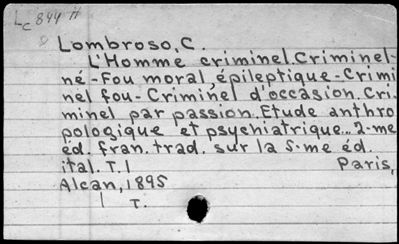 Lc 844 H
Lombroso, C.
L'Homme criminel. Criminel-
né - Fou moral, épileptique - Crimi
nel fou - Criminel d'occasion. Cri-
minel par passion. Etude anthro
pologique et psychiatrique... 2-me
éd. fran. trad. sur la 5-me éd.
ital. T. I Paris,
Alcan, 1895
1 т.